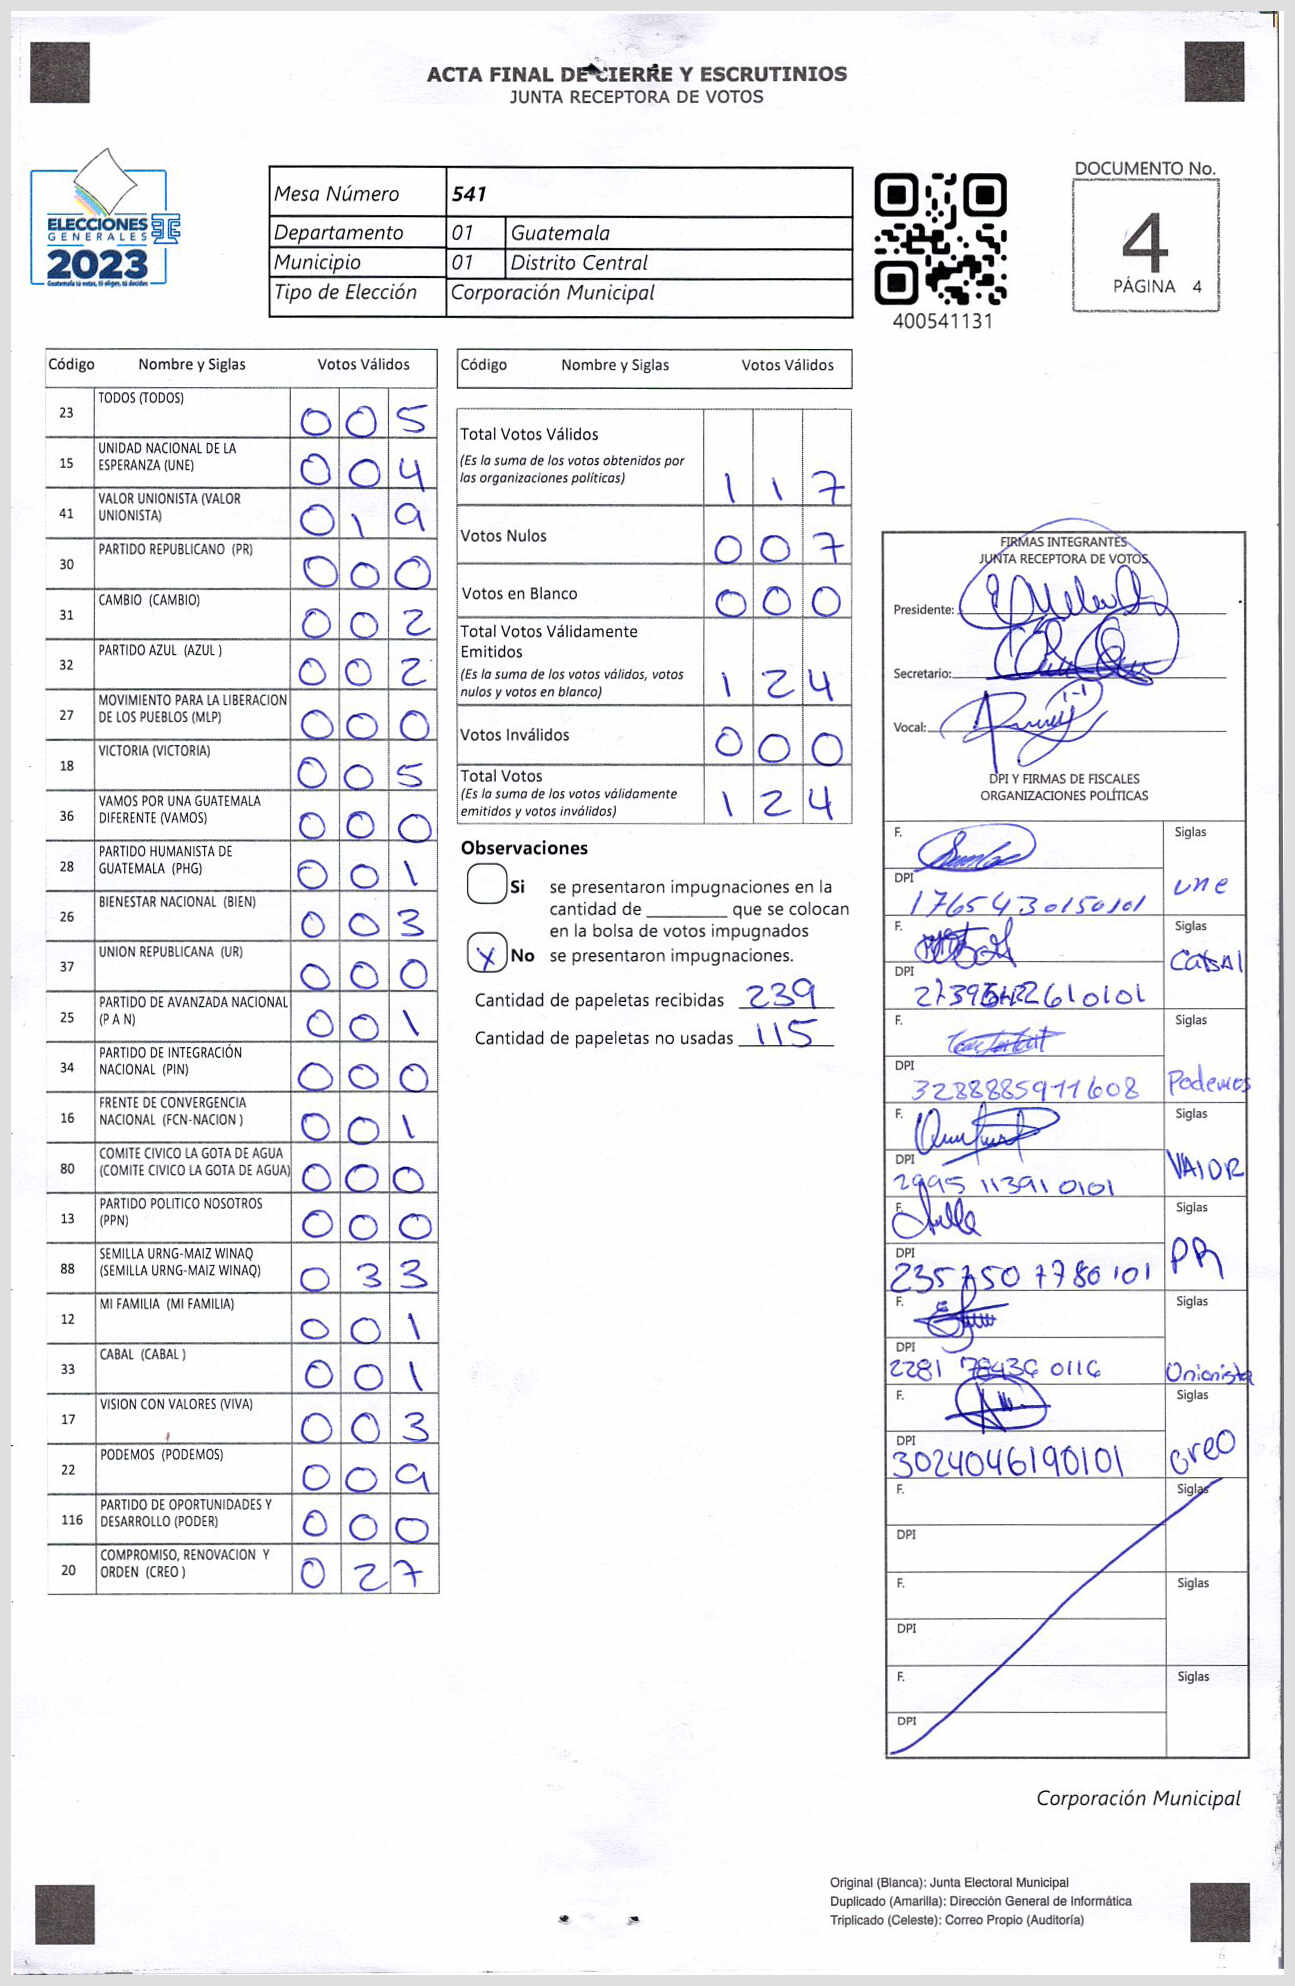 ACTA FINAL DE CIERRE Y ESCRUTINIOS
JUNTA RECEPTORA DE VOTOS
ELECCIONES
GENERALES
2023
Guatemala tú votas, tú eliges, tú decides
Mesa Número 541
Departamento 01 Guatemala
Municipio 01 Distrito Central
Tipo de Elección Corporación Municipal
400541131
DOCUMENTO No.
4
PÁGINA 4
Código Nombre y Siglas Votos Válidos
23 TODOS (TODOS) 0 0 5
15 UNIDAD NACIONAL DE LA
ESPERANZA (UNE) 0 0 4
41 VALOR UNIONISTA (VALOR
UNIONISTA) 0 1 9
30 PARTIDO REPUBLICANO (PR) 0 0 0
31 CAMBIO (CAMBIO) 0 0 2
32 PARTIDO AZUL (AZUL ) 0 0 2
27 MOVIMIENTO PARA LA LIBERACION
DE LOS PUEBLOS (MLP) 0 0 0
18 VICTORIA (VICTORIA) 0 0 5
36 VAMOS POR UNA GUATEMALA
DIFERENTE (VAMOS) 0 0 0
28 PARTIDO HUMANISTA DE
GUATEMALA (PHG) 0 0 1
26 BIENESTAR NACIONAL (BIEN) 0 0 3
37 UNION REPUBLICANA (UR) 0 0 0
25 PARTIDO DE AVANZADA NACIONAL
(P A N) 0 0 1
34 PARTIDO DE INTEGRACIÓN
NACIONAL (PIN) 0 0 0
16 FRENTE DE CONVERGENCIA
NACIONAL (FCN-NACION ) 0 0 1
80 COMITE CIVICO LA GOTA DE AGUA
(COMITE CIVICO LA GOTA DE AGUA) 0 0 0
13 PARTIDO POLITICO NOSOTROS
(PPN) 0 0 0
88 SEMILLA URNG-MAIZ WINAQ
(SEMILLA URNG-MAIZ WINAQ) 0 3 3
12 MI FAMILIA (MI FAMILIA) 0 0 1
33 CABAL (CABAL ) 0 0 1
17 VISION CON VALORES (VIVA) 0 0 3
22 PODEMOS (PODEMOS) 0 0 9
116 PARTIDO DE OPORTUNIDADES Y
DESARROLLO (PODER) 0 0 0
20 COMPROMISO, RENOVACION Y
ORDEN (CREO ) 0 2 7
Código Nombre y Siglas Votos Válidos
Total Votos Válidos
(Es la suma de los votos obtenidos por
las organizaciones políticas) 1 1 7
Votos Nulos 0 0 7
Votos en Blanco 0 0 0
Total Votos Válidamente
Emitidos
(Es la suma de los votos válidos, votos
nulos y votos en blanco) 1 2 4
Votos Inválidos 0 0 0
Total Votos
(Es la suma de los votos válidamente
emitidos y votos inválidos) 1 2 4
Observaciones
Si se presentaron impugnaciones en la
cantidad de ________ que se colocan
en la bolsa de votos impugnados
X No se presentaron impugnaciones.
Cantidad de papeletas recibidas 239
Cantidad de papeletas no usadas 115
FIRMAS INTEGRANTES
JUNTA RECEPTORA DE VOTOS
Presidente:
Secretario:
Vocal:
DPI Y FIRMAS DE FISCALES
ORGANIZACIONES POLÍTICAS
F. Siglas
DPI une
1765430150101
F. Siglas
DPI CABAL
F. Siglas
DPI Podemos
3288885911608
F. Siglas
DPI VAlOR
2995 113910101
F. Siglas
DPI PR
F. Siglas
DPI Unionista
F. Siglas
DPI creo
3024046190101
F. Siglas
DPI
F. Siglas
DPI
F. Siglas
DPI
Corporación Municipal
Original (Blanca): Junta Electoral Municipal
Duplicado (Amarilla): Dirección General de Informática
Triplicado (Celeste): Correo Propio (Auditoría)